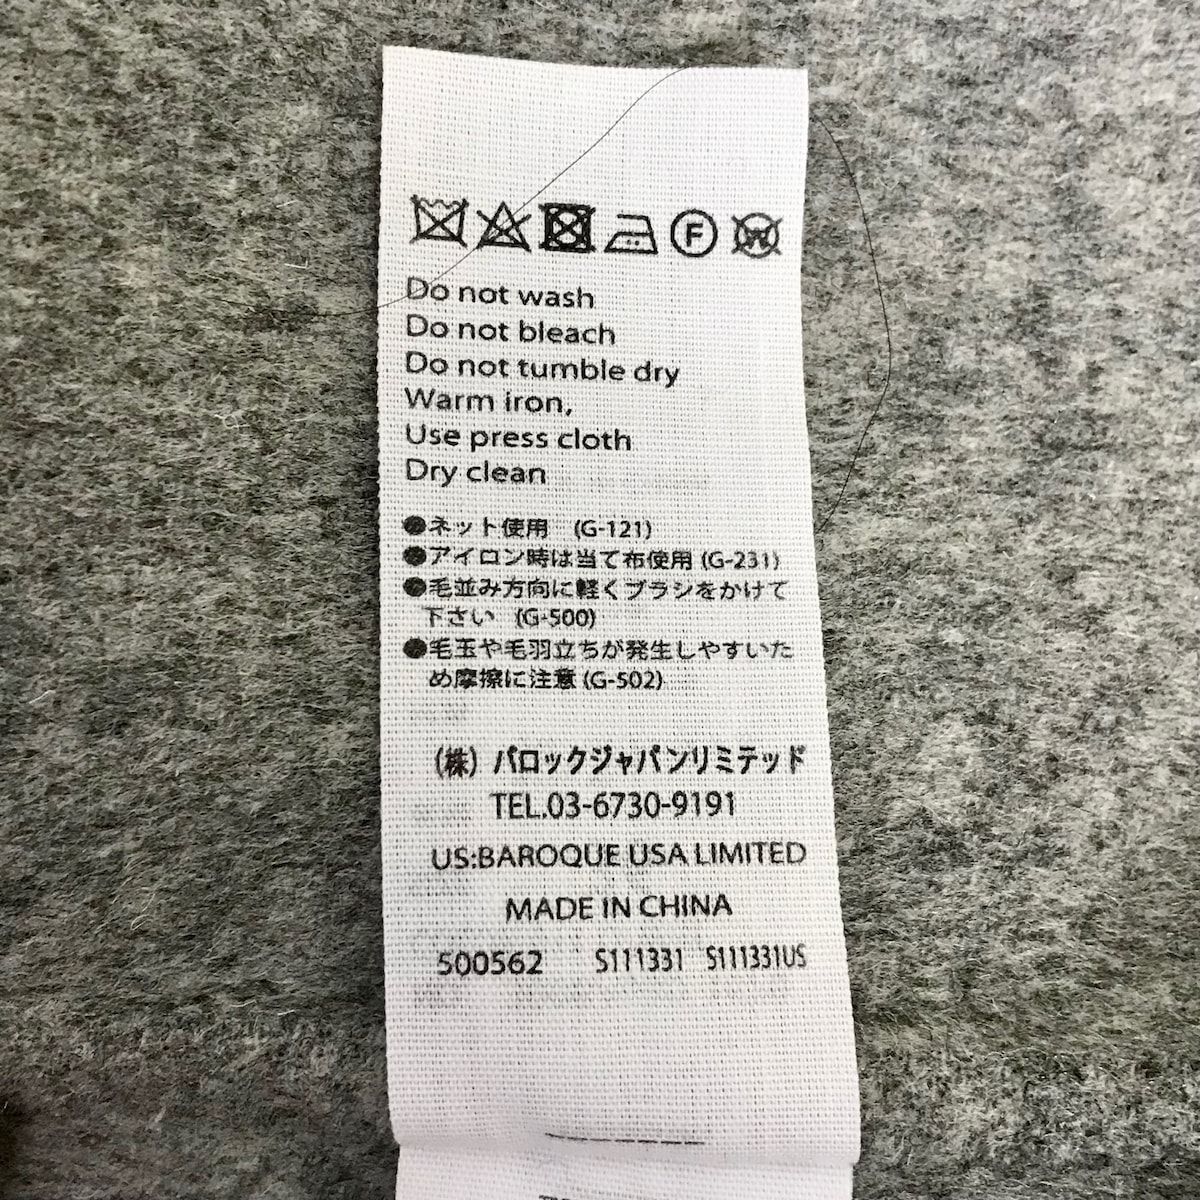 F W
Do not wash
Do not bleach
Do not tumble dry
Warm iron,
Use press cloth
Dry clean
●ネット使用 (G-121)
●アイロン時は当て布使用 (G-231)
●毛並み方向に軽くブラシをかけて
下さい (G-500)
●毛玉や毛羽立ちが発生しやすいた
め摩擦に注意 (G-502)
(株) バロックジャパンリミテッド
TEL.03-6730-9191
US:BAROQUE USA LIMITED
MADE IN CHINA
500562 S111331 S111331US